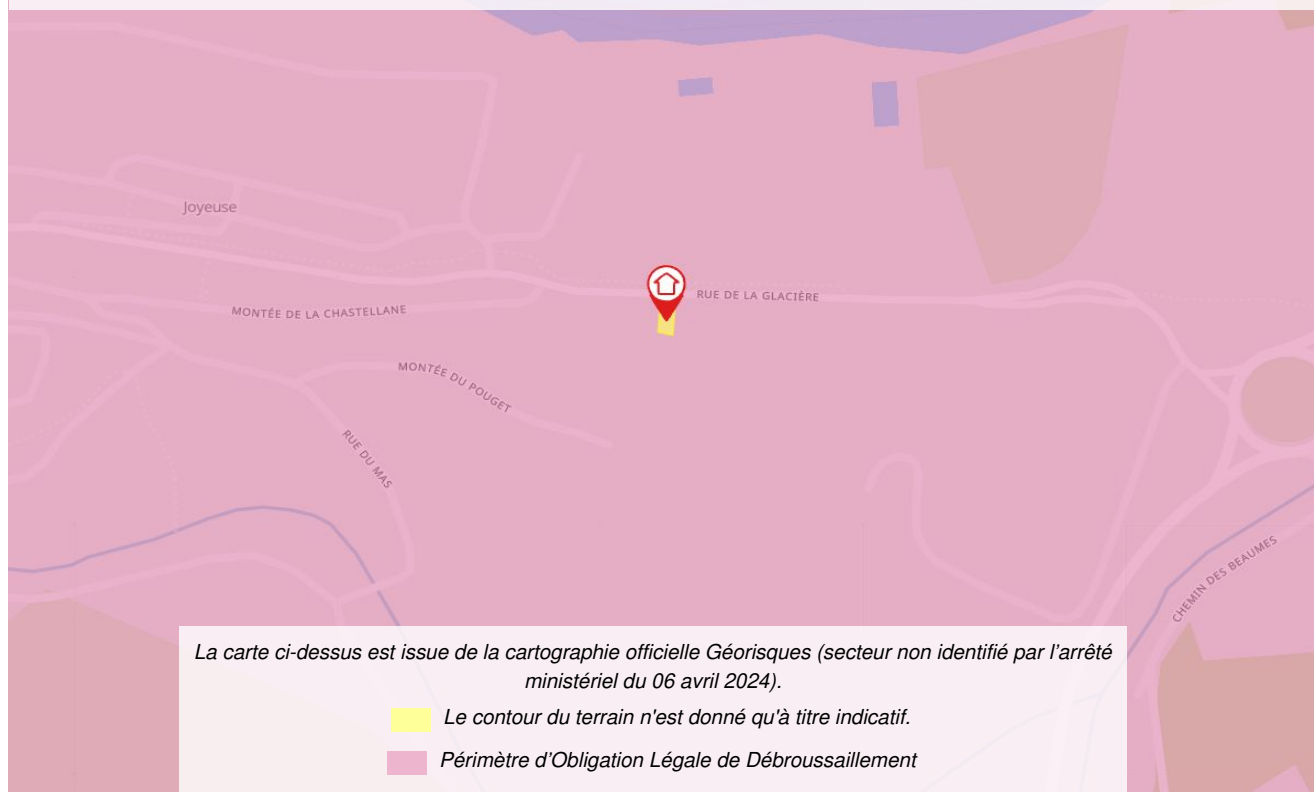 Joyeuse
RUE DE LA GLACIÈRE
MONTÉE DE LA CHASTELLANE
MONTÉE DU POUGET
RUE DU MAS
CHEMIN DES BEAUMES
La carte ci-dessus est issue de la cartographie officielle Géorisques (secteur non identifié par l'arrêté
ministériel du 06 avril 2024).
Le contour du terrain n'est donné qu'à titre indicatif.
Périmètre d'Obligation Légale de Débroussaillement